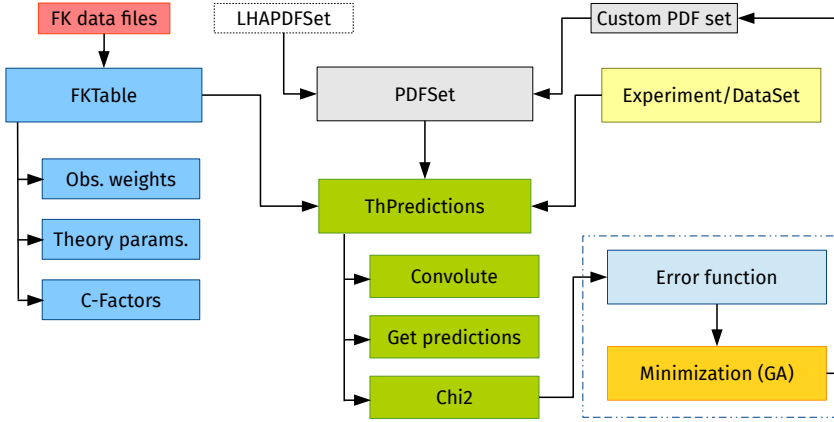 FK data files
LHAPDFSet
Custom PDF set
FKTable
PDFSet
Experiment/DataSet
Obs. weights
ThPredictions
Theory params.
Convolute
Error function
C-Factors
Get predictions
Minimization (GA)
Chi2